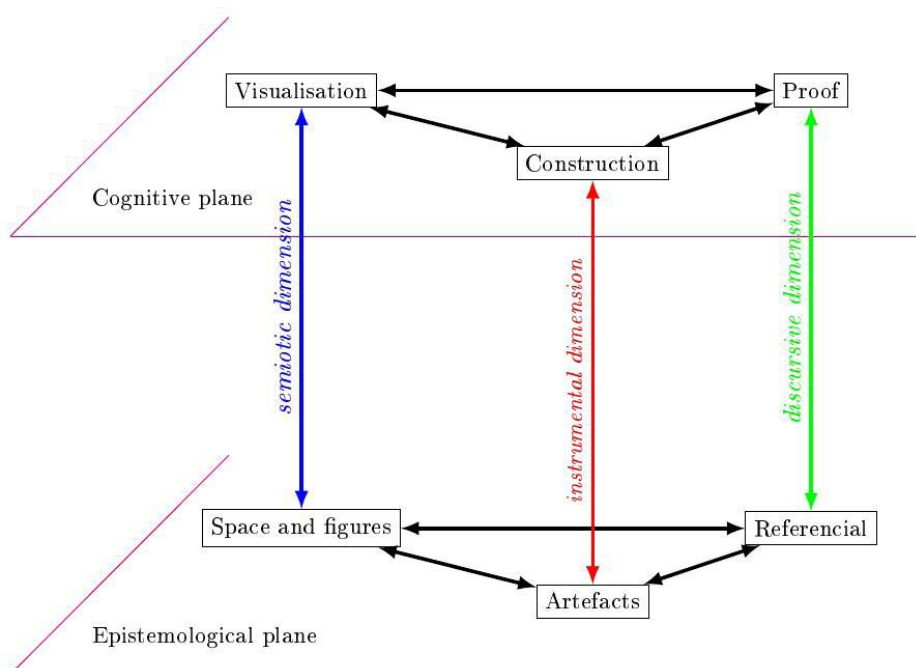 Visualisation
Proof
Construction
Cognitive plane
semiotic dimension
instrumental dimension
discursive dimension
Space and figures
Referencial
Artefacts
Epistemological plane